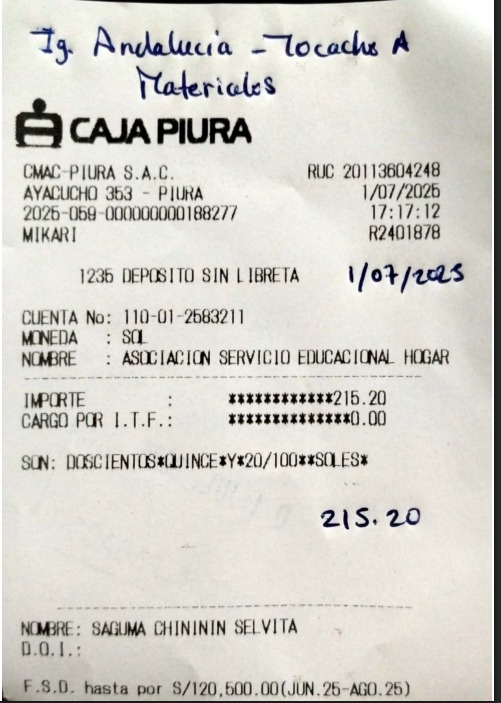 Ig. Andalucia - Tocache A
Materiales
CAJA PIURA
CMAC-PIURA S.A.C. RUC 20113604248
AYACUCHO 353 - PIURA 1/07/2025
2025-059-000000000188277 17:17:12
MIKARI R2401878
1235 DEPOSITO SIN LIBRETA 1/07/2025
CUENTA No: 110-01-2583211
MONEDA : SOL
NOMBRE : ASOCIACION SERVICIO EDUCACIONAL HOGAR
IMPORTE : ************215.20
CARGO POR I.T.F.: **************0.00
SON: DOSCIENTOS*QUINCE*Y*20/100**SOLES*
215.20
NOMBRE: SAGUMA CHINININ SELVITA
D.O.I.:
F.S.D. hasta por S/120,500.00(JUN.25-AGO.25)